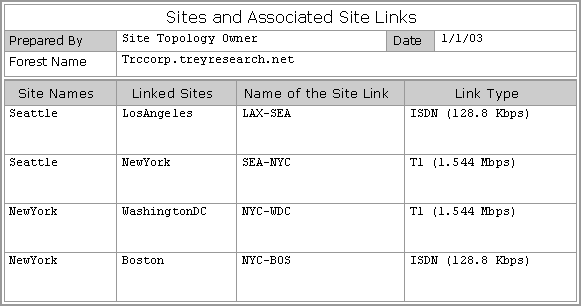 Sites and Associated Site Links
Prepared By Site Topology Owner Date 1/1/03
Forest Name Trccorp.treyresearch.net
Site Names Linked Sites Name of the Site Link Link Type
Seattle LosAngeles LAX-SEA ISDN (128.8 Kbps)
Seattle NewYork SEA-NYC T1 (1.544 Mbps)
NewYork WashingtonDC NYC-WDC T1 (1.544 Mbps)
NewYork Boston NYC-BOS ISDN (128.8 Kbps)